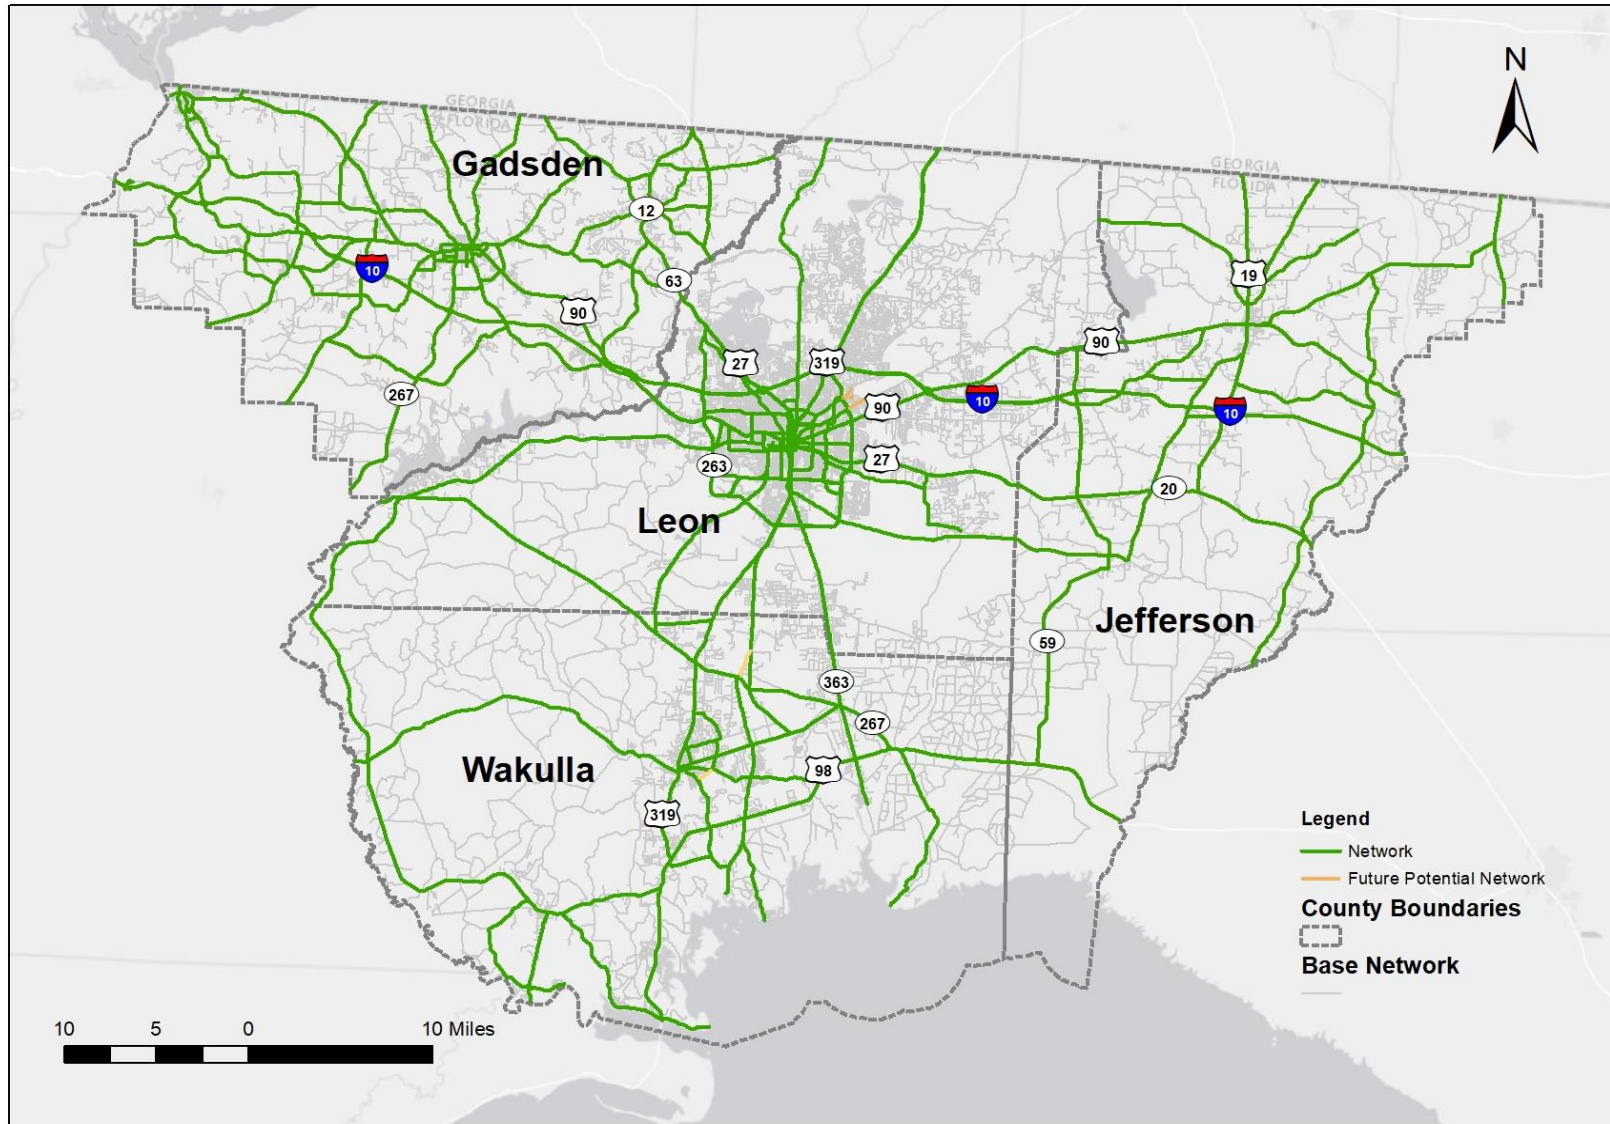 N
GEORGIA
FLORIDA
Gadsden
GEORGIA
FLORIDA
12
10
63
19
90
90
27
319
267
10
90
10
27
263
20
Leon
Jefferson
59
363
267
Wakulla
98
319
Legend
Network
Future Potential Network
County Boundaries
Base Network
10 5 0 10 Miles